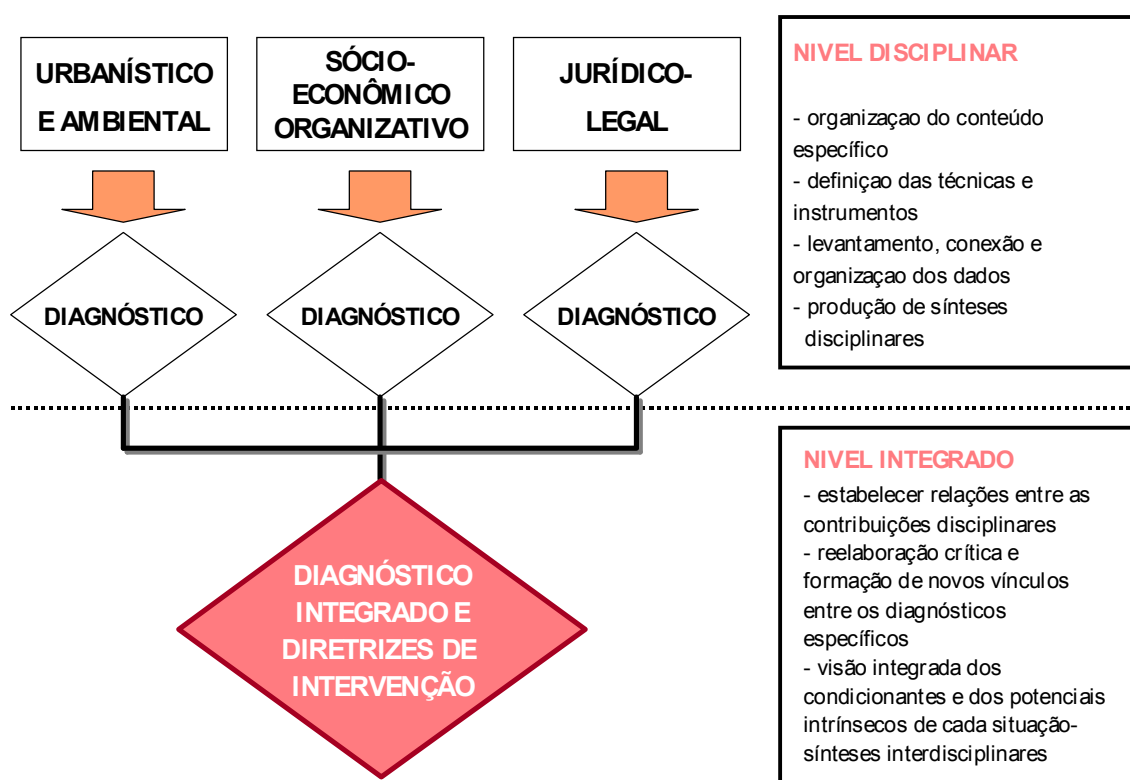 URBANÍSTICO
E AMBIENTAL
SÓCIO-
ECONÔMICO
ORGANIZATIVO
JURÍDICO-
LEGAL
DIAGNÓSTICO
DIAGNÓSTICO
DIAGNÓSTICO
NIVEL DISCIPLINAR
- organizaçao do conteúdo
específico
- definiçao das técnicas e
instrumentos
- levantamento, conexão e
organizaçao dos dados
- produção de sínteses
disciplinares
DIAGNÓSTICO
INTEGRADO E
DIRETRIZES DE
INTERVENÇÃO
NIVEL INTEGRADO
- estabelecer relações entre as
contribuições disciplinares
- reelaboração crítica e
formação de novos vínculos
entre os diagnósticos
específicos
- visão integrada dos
condicionantes e dos potenciais
intrínsecos de cada situação-
sínteses interdisciplinares